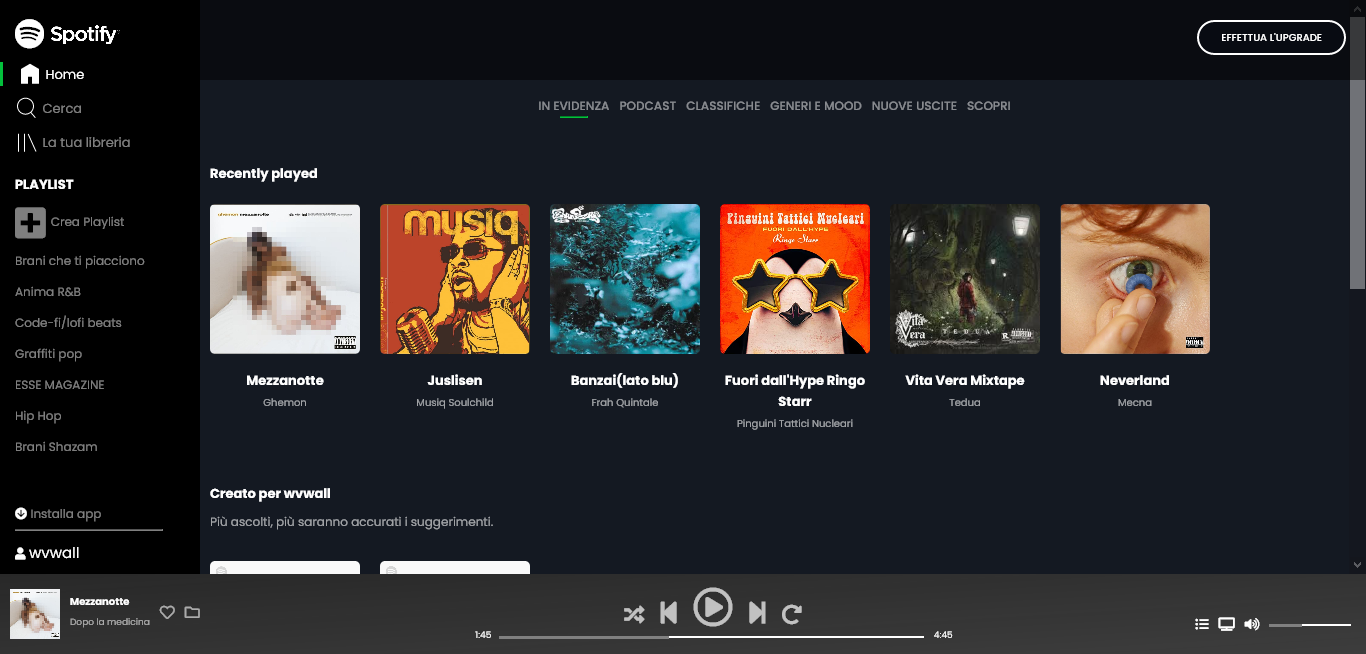 Spotify
EFFETTUA L'UPGRADE
Home
Cerca
La tua libreria
PLAYLIST
Crea Playlist
Brani che ti piacciono
Anima R&B
Code-fi/lofi beats
Graffiti pop
ESSE MAGAZINE
Hip Hop
Brani Shazam
Installa app
wvwall
IN EVIDENZA PODCAST CLASSIFICHE GENERI E MOOD NUOVE USCITE SCOPRI
Recently played
ghemon mezzanotte
musiq
Pinguini Tattici Nucleari
FUORI DALL'HYPE
Ringo Starr
Vita Vera
TEDUA
Mezzanotte
Ghemon
Juslisen
Musiq Soulchild
Banzai(lato blu)
Frah Quintale
Fuori dall'Hype Ringo
Starr
Pinguini Tattici Nucleari
Vita Vera Mixtape
Tedua
Neverland
Mecna
Creato per wvwall
Più ascolti, più saranno accurati i suggerimenti.
Mezzanotte
Dopo la medicina
1:45
4:45